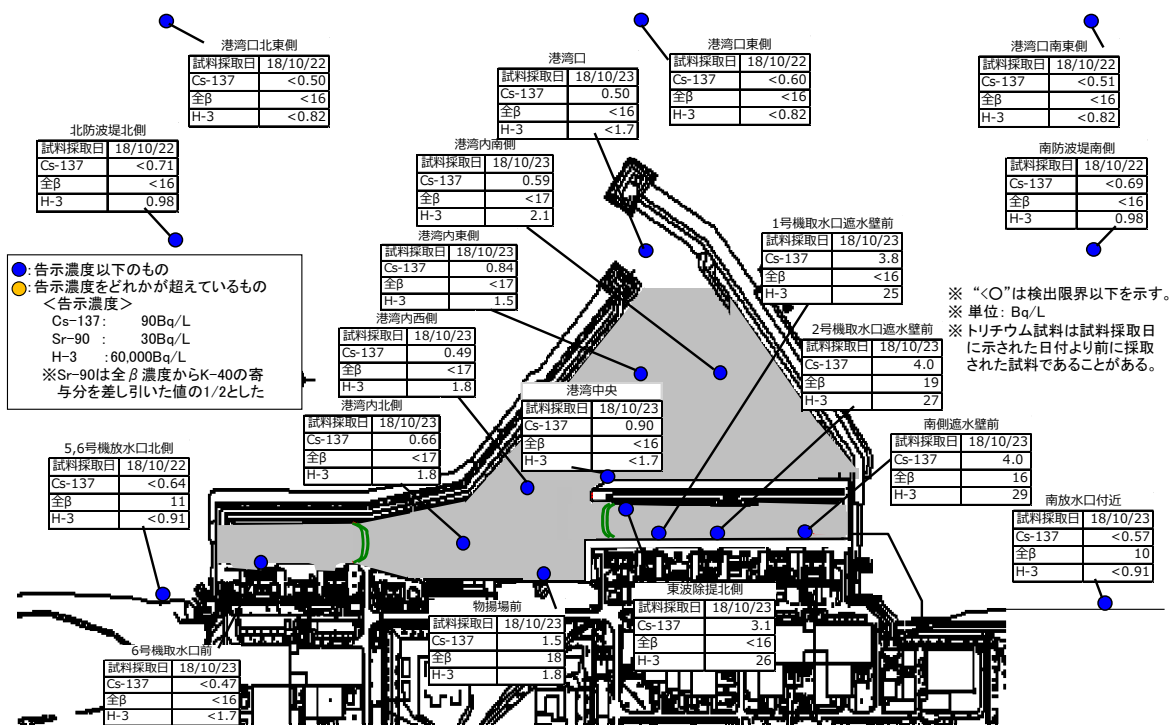 港湾口北東側
試料採取日 18/10/22
Cs-137 <0.50
全β <16
H-3 <0.82
港湾口
試料採取日 18/10/23
Cs-137 0.50
全β <16
H-3 <1.7
港湾口東側
試料採取日 18/10/22
Cs-137 <0.60
全β <16
H-3 <0.82
港湾口南東側
試料採取日 18/10/22
Cs-137 <0.51
全β <16
H-3 <0.82
北防波堤北側
試料採取日 18/10/22
Cs-137 <0.71
全β <16
H-3 0.98
港湾内南側
試料採取日 18/10/23
Cs-137 0.59
全β <17
H-3 2.1
南防波堤南側
試料採取日 18/10/22
Cs-137 <0.69
全β <16
H-3 0.98
港湾内東側
試料採取日 18/10/23
Cs-137 0.84
全β <17
H-3 1.5
1号機取水口遮水壁前
試料採取日 18/10/23
Cs-137 3.8
全β <16
H-3 25
:告示濃度以下のもの
:告示濃度をどれかが超えているもの
＜告示濃度＞
Cs-137: 90Bq/L
Sr-90 : 30Bq/L
H-3 :60,000Bq/L
※Sr-90は全β濃度からK-40の寄
与分を差し引いた値の1/2とした
※ “<○”は検出限界以下を示す。
※ 単位: Bq/L
※ トリチウム試料は試料採取日
に示された日付より前に採取
された試料であることがある。
港湾内西側
試料採取日 18/10/23
Cs-137 0.49
全β <17
H-3 1.8
2号機取水口遮水壁前
試料採取日 18/10/23
Cs-137 4.0
全β 19
H-3 27
港湾内北側
試料採取日 18/10/23
Cs-137 0.66
全β <17
H-3 1.8
港湾中央
試料採取日 18/10/23
Cs-137 0.90
全β <16
H-3 <1.7
南側遮水壁前
試料採取日 18/10/23
Cs-137 4.0
全β 16
H-3 29
5,6号機放水口北側
試料採取日 18/10/22
Cs-137 <0.64
全β 11
H-3 <0.91
南放水口付近
試料採取日 18/10/23
Cs-137 <0.57
全β 10
H-3 <0.91
東波除堤北側
試料採取日 18/10/23
Cs-137 3.1
全β <16
H-3 26
物揚場前
試料採取日 18/10/23
Cs-137 1.5
全β 18
H-3 1.8
6号機取水口前
試料採取日 18/10/23
Cs-137 <0.47
全β <16
H-3 <1.7